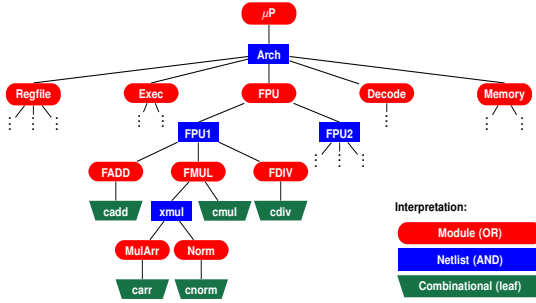 μP
Arch
Regfile Exec FPU Decode Memory
FPU1 FPU2
FADD FMUL FDIV
cadd xmul cmul cdiv
MulArr Norm
carr cnorm
Interpretation:
Module (OR)
Netlist (AND)
Combinational (leaf)